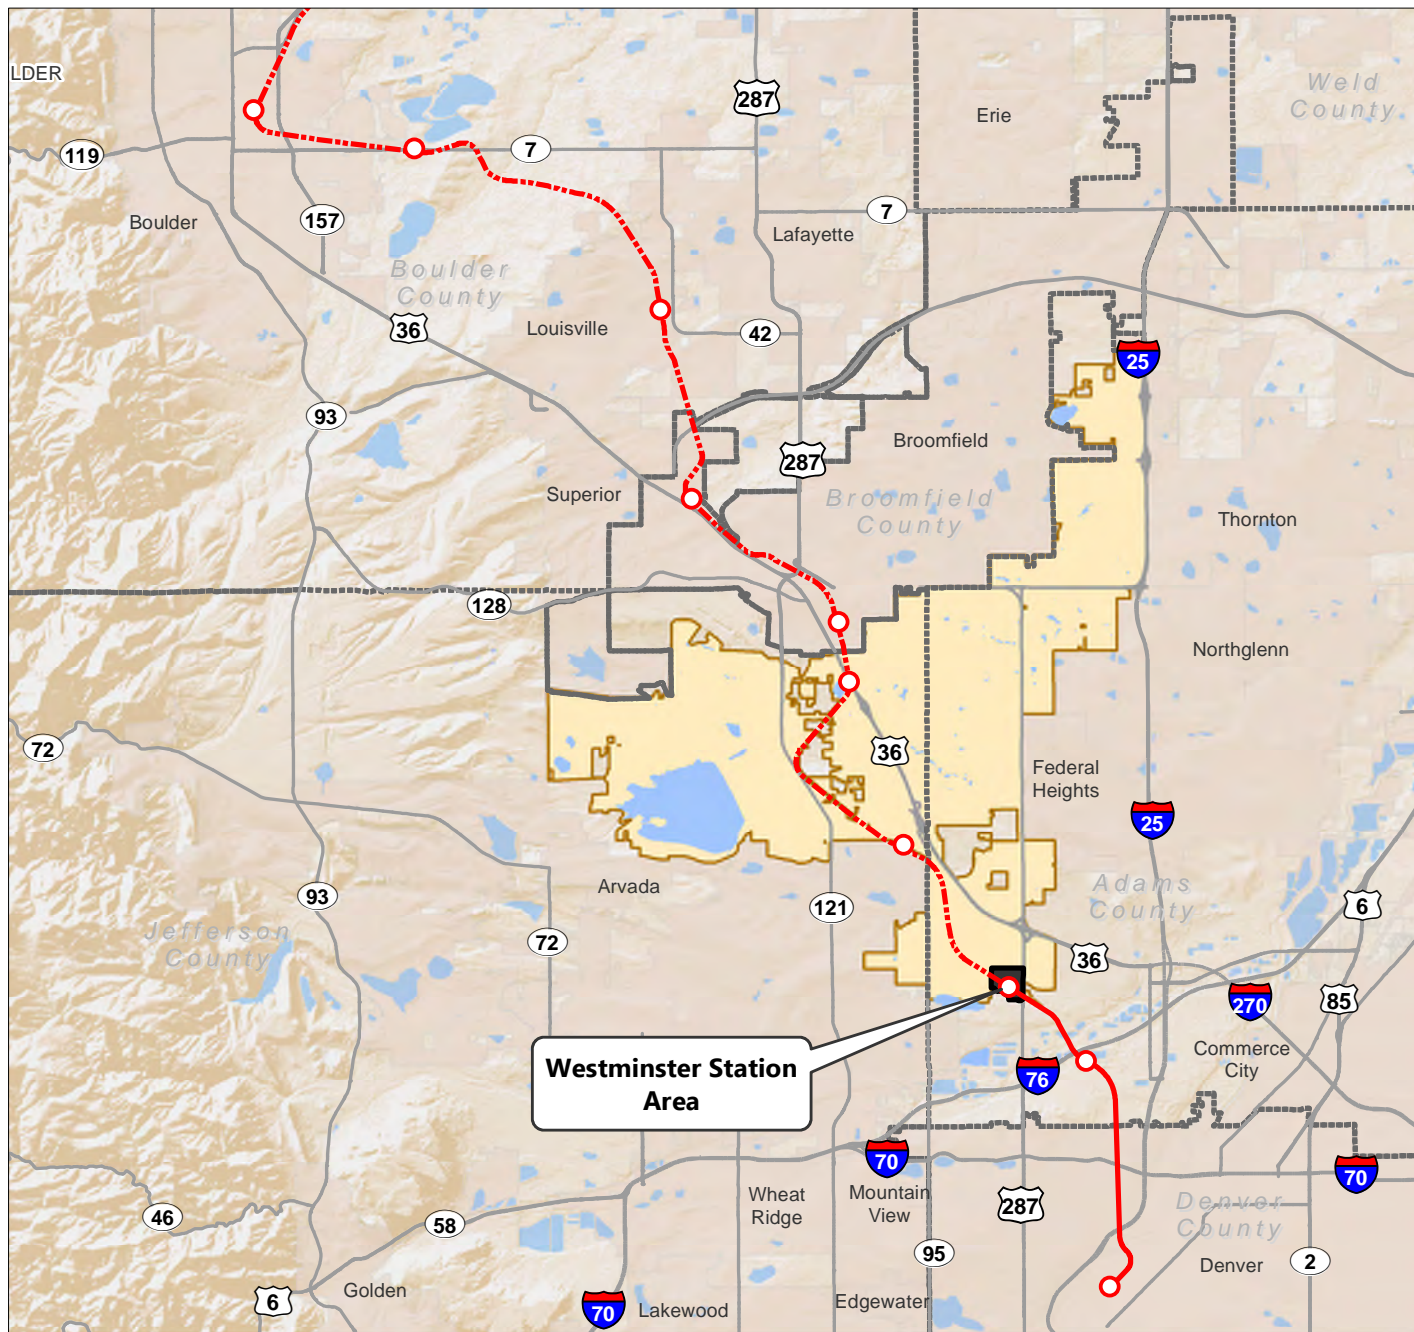 LDER
Weld
County
287
Erie
119
7
157
Boulder
7
Lafayette
Boulder
County
36
Louisville
42
25
93
Broomfield
287
Superior
Broomfield
County
Thornton
128
Northglenn
72
36
Federal
Heights
25
Arvada
93
121
Adams
County
6
Jefferson
County
72
36
270
85
Westminster Station
Area
76
Commerce
City
70
70
Wheat
Ridge
Mountain
View
287
Denver
County
46
58
95
Denver
2
6
Golden
70
Lakewood
Edgewater